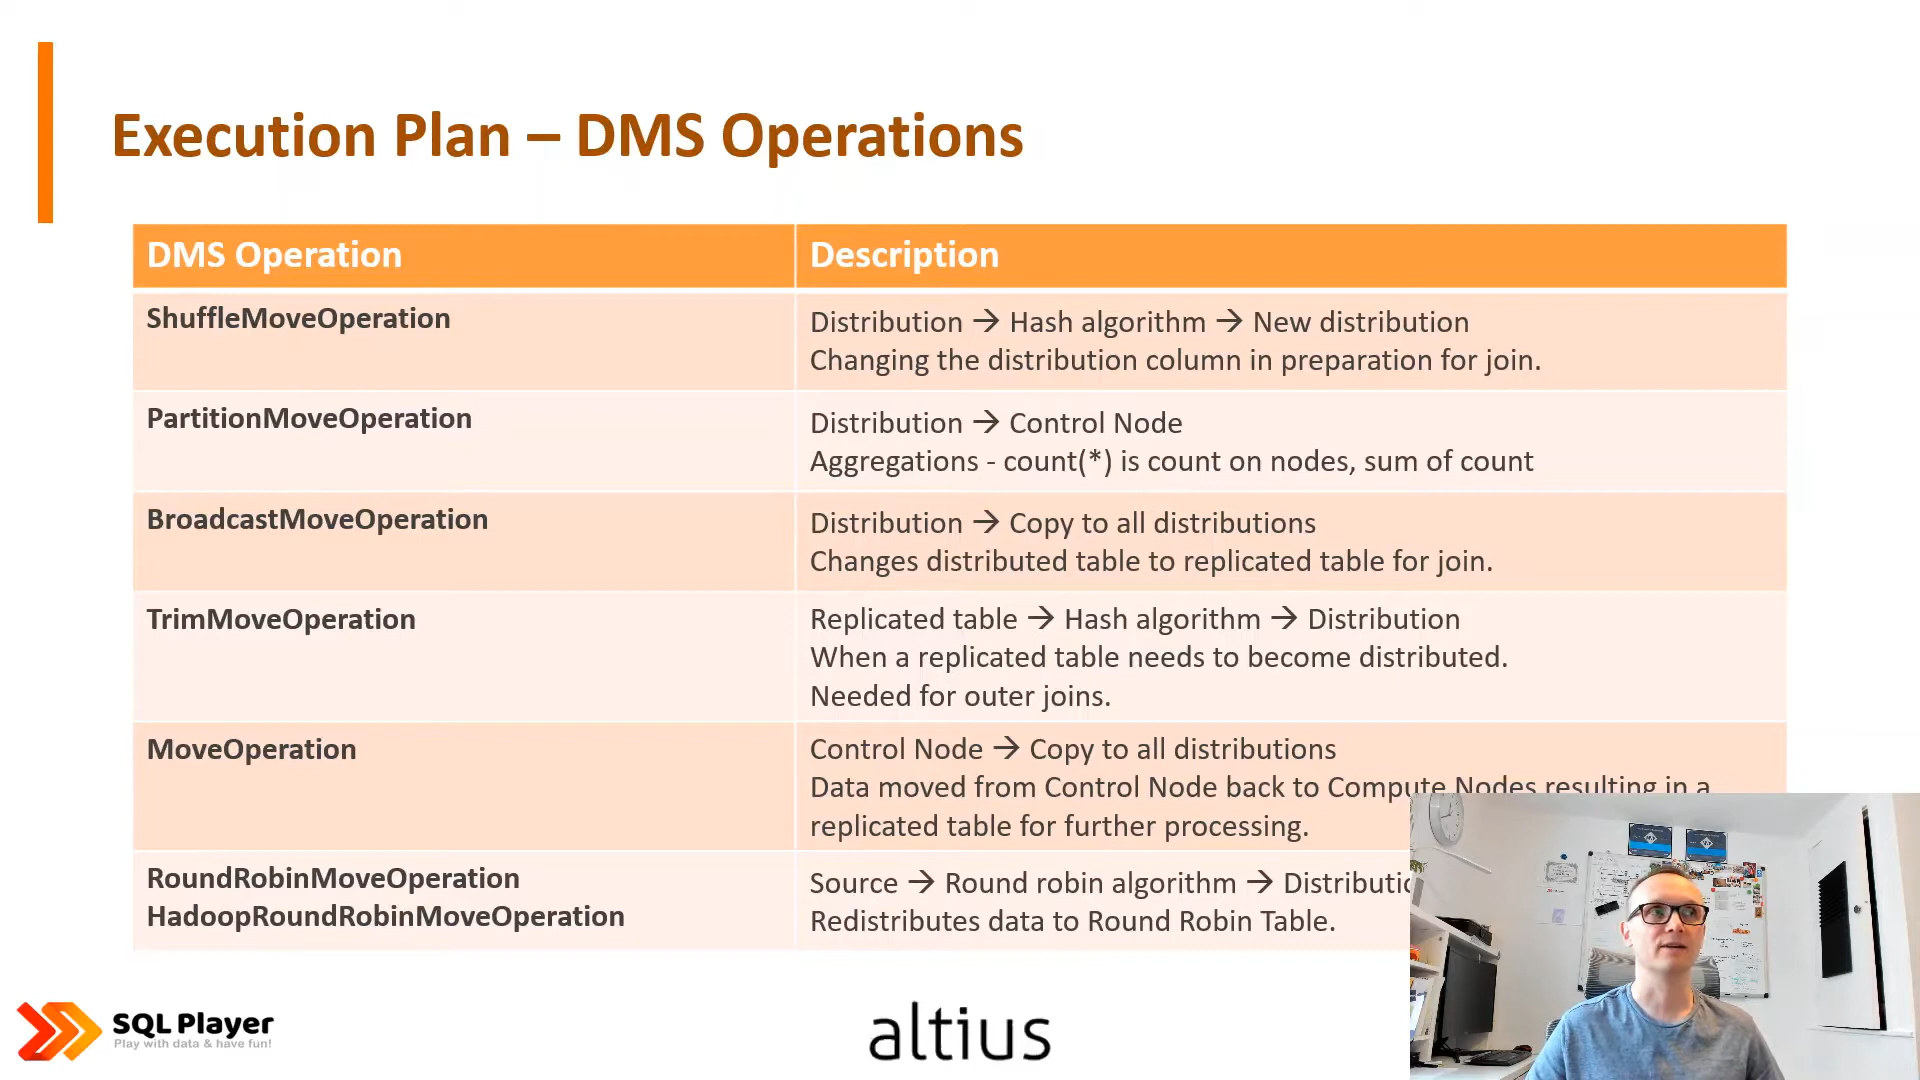 Execution Plan – DMS Operations
DMS Operation
Description
ShuffleMoveOperation
Distribution → Hash algorithm → New distribution
Changing the distribution column in preparation for join.
PartitionMoveOperation
Distribution → Control Node
Aggregations - count(*) is count on nodes, sum of count
BroadcastMoveOperation
Distribution → Copy to all distributions
Changes distributed table to replicated table for join.
TrimMoveOperation
Replicated table → Hash algorithm → Distribution
When a replicated table needs to become distributed.
Needed for outer joins.
MoveOperation
Control Node → Copy to all distributions
Data moved from Control Node back to Compute Nodes resulting in a
replicated table for further processing.
RoundRobinMoveOperation
HadoopRoundRobinMoveOperation
Source → Round robin algorithm →
Redistributes data to Round Robin Table.
SQL Player
Play with data & have fun!
altius